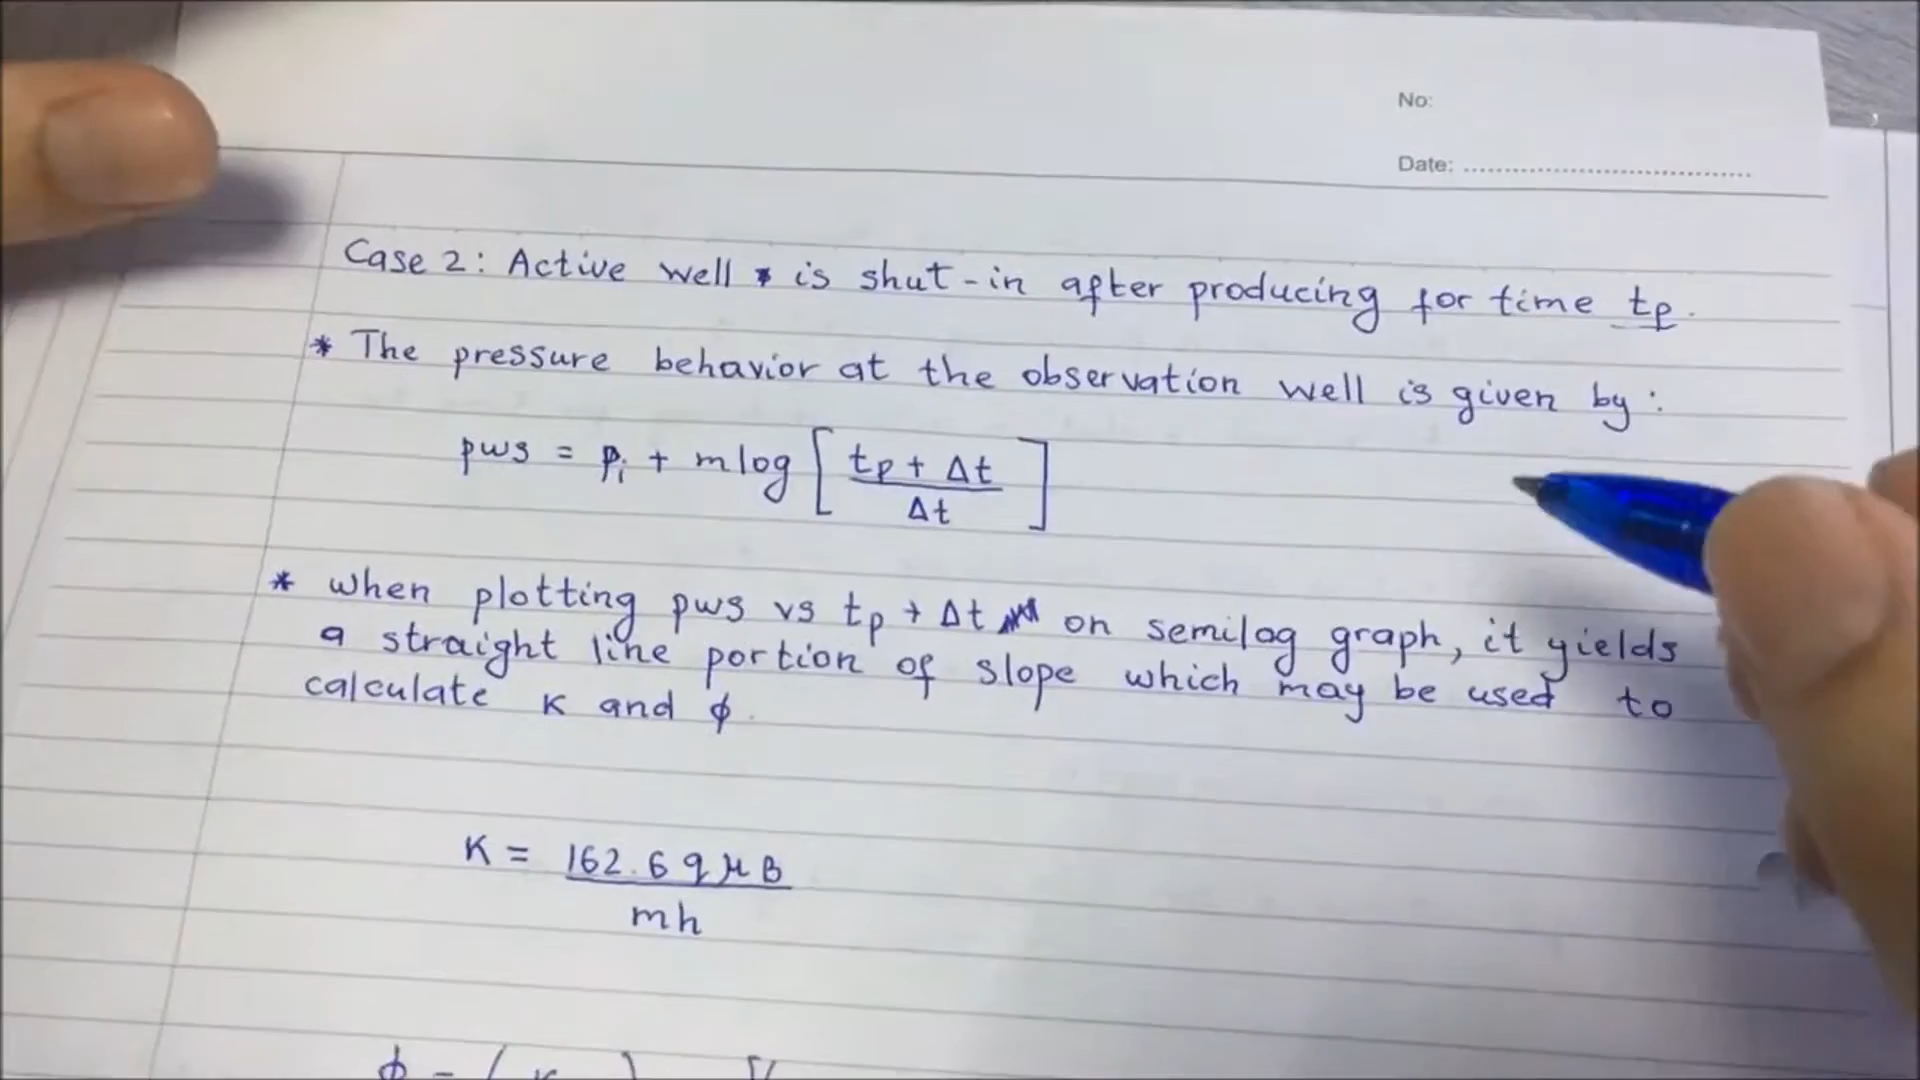 No:
Date:
Case 2: Active well is shut-in after producing for time tp.
* The pressure behavior at the observation well is given by:
pws = pi + m log [ (tp + Δt) / Δt ]
* when plotting pws vs tp + Δt on semilog graph, it yields
a straight line portion of slope which may be used to
calculate K and ϕ.
K = 162.6 q μ B / mh
ϕ = ( K ) [